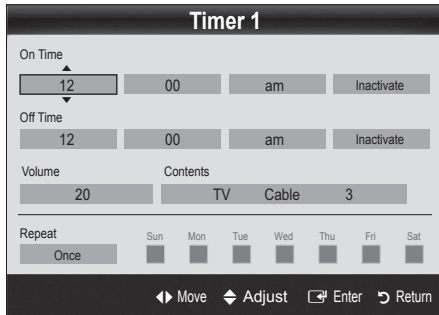 Timer 1
On Time
12 00 am Inactivate
Off Time
12 00 am Inactivate
Volume Contents
20 TV Cable 3
Repeat Sun Mon Tue Wed Thu Fri Sat
Once
Move Adjust Enter Return